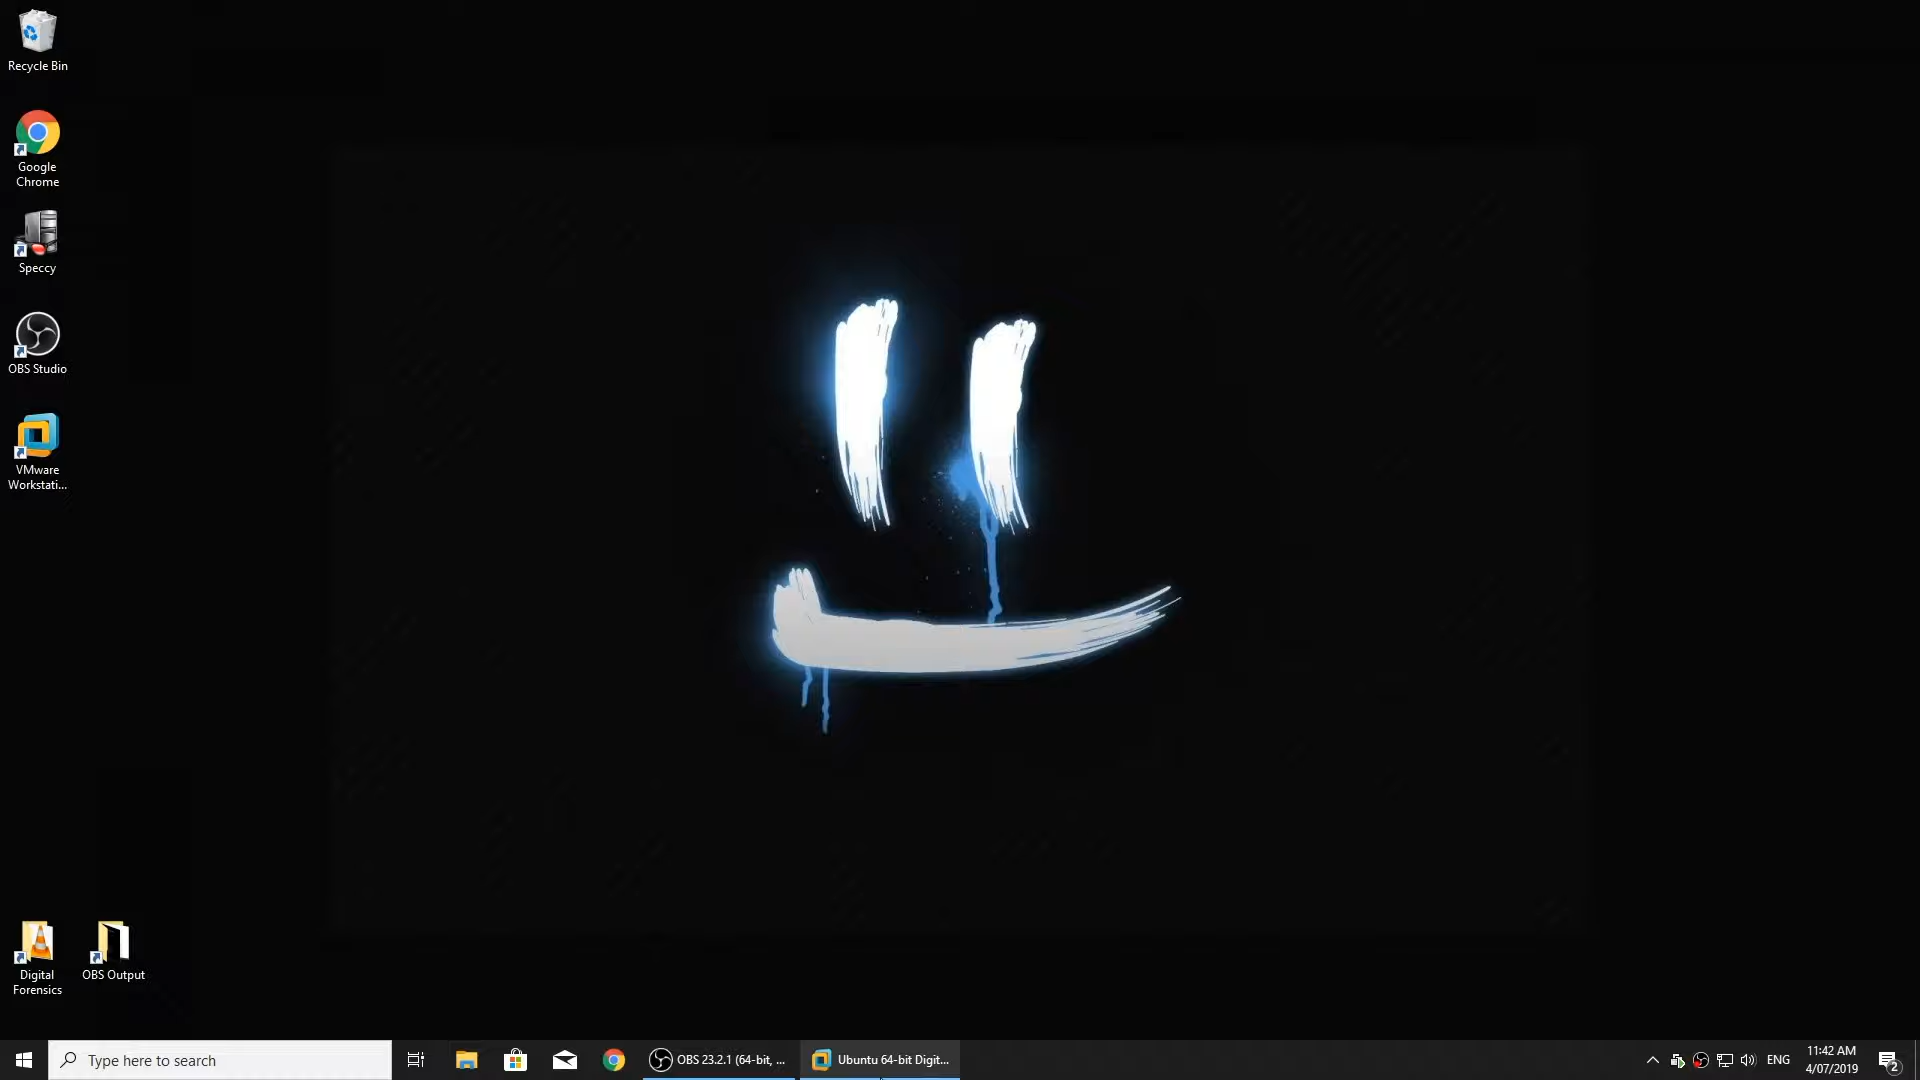 Recycle Bin
Google
Chrome
Speccy
OBS Studio
VMware
Workstati...
Digital
Forensics
OBS Output
Type here to search
OBS 23.2.1 (64-bit, ...
Ubuntu 64-bit Digit...
ENG
11:42 AM
4/07/2019
2